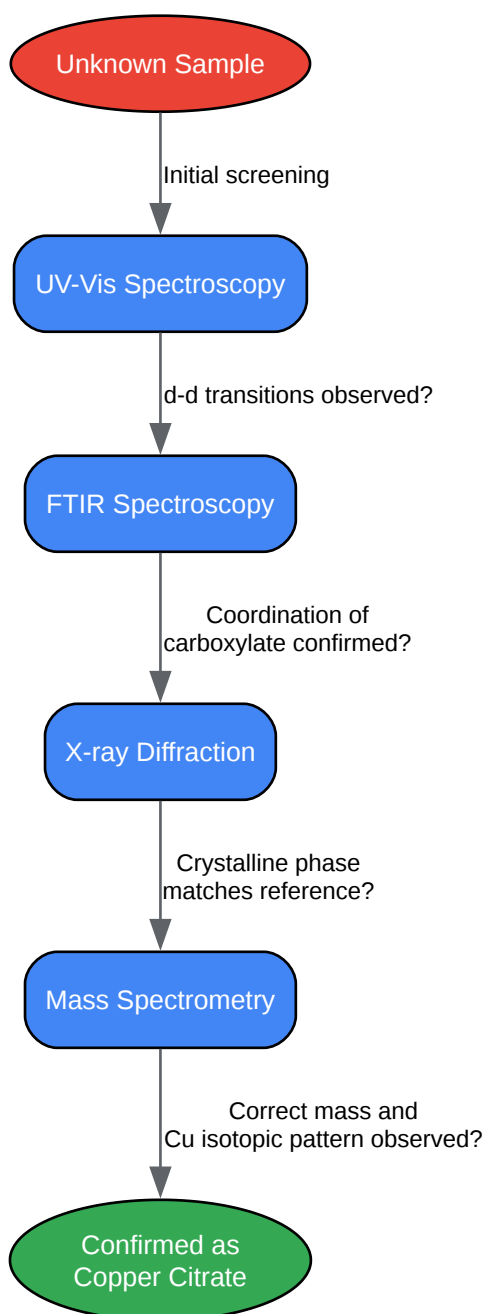 Unknown Sample
Initial screening
UV-Vis Spectroscopy
d-d transitions observed?
FTIR Spectroscopy
Coordination of
carboxylate confirmed?
X-ray Diffraction
Crystalline phase
matches reference?
Mass Spectrometry
Correct mass and
Cu isotopic pattern observed?
Confirmed as
Copper Citrate